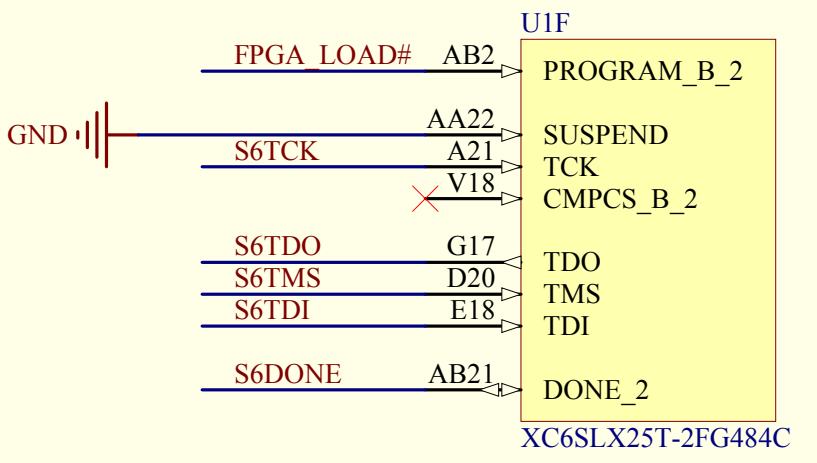 U1F
FPGA_LOAD# AB2 PROGRAM_B_2
GND AA22 SUSPEND
S6TCK A21 TCK
V18 CMPCS_B_2
S6TDO G17 TDO
S6TMS D20 TMS
S6TDI E18 TDI
S6DONE AB21 DONE_2
XC6SLX25T-2FG484C